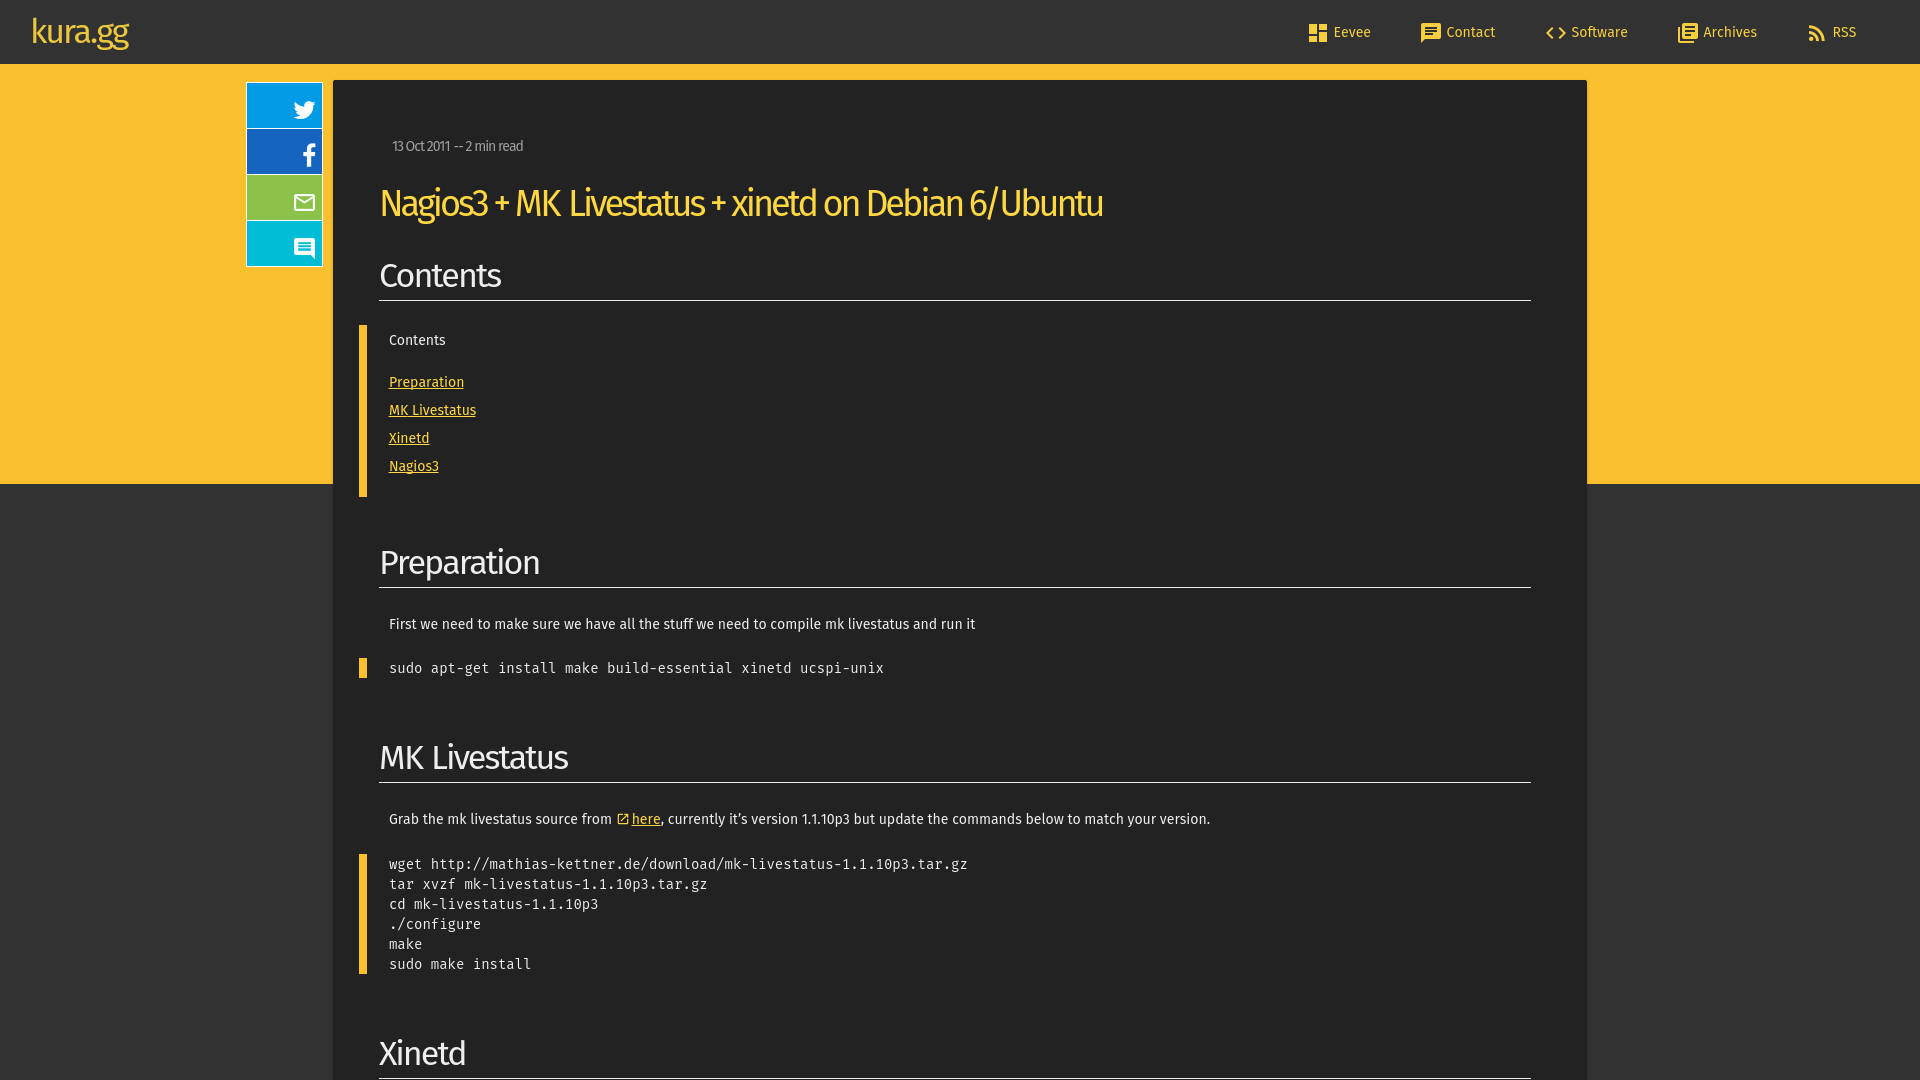 kura.gg
Eevee
Contact
Software
Archives
RSS
13 Oct 2011 -- 2 min read
Nagios3 + MK Livestatus + xinetd on Debian 6/Ubuntu
Contents
Contents
Preparation
MK Livestatus
Xinetd
Nagios3
Preparation
First we need to make sure we have all the stuff we need to compile mk livestatus and run it
sudo apt-get install make build-essential xinetd ucspi-unix
MK Livestatus
Grab the mk livestatus source from here, currently it’s version 1.1.10p3 but update the commands below to match your version.
wget http://mathias-kettner.de/download/mk-livestatus-1.1.10p3.tar.gz
tar xvzf mk-livestatus-1.1.10p3.tar.gz
cd mk-livestatus-1.1.10p3
./configure
make
sudo make install
Xinetd